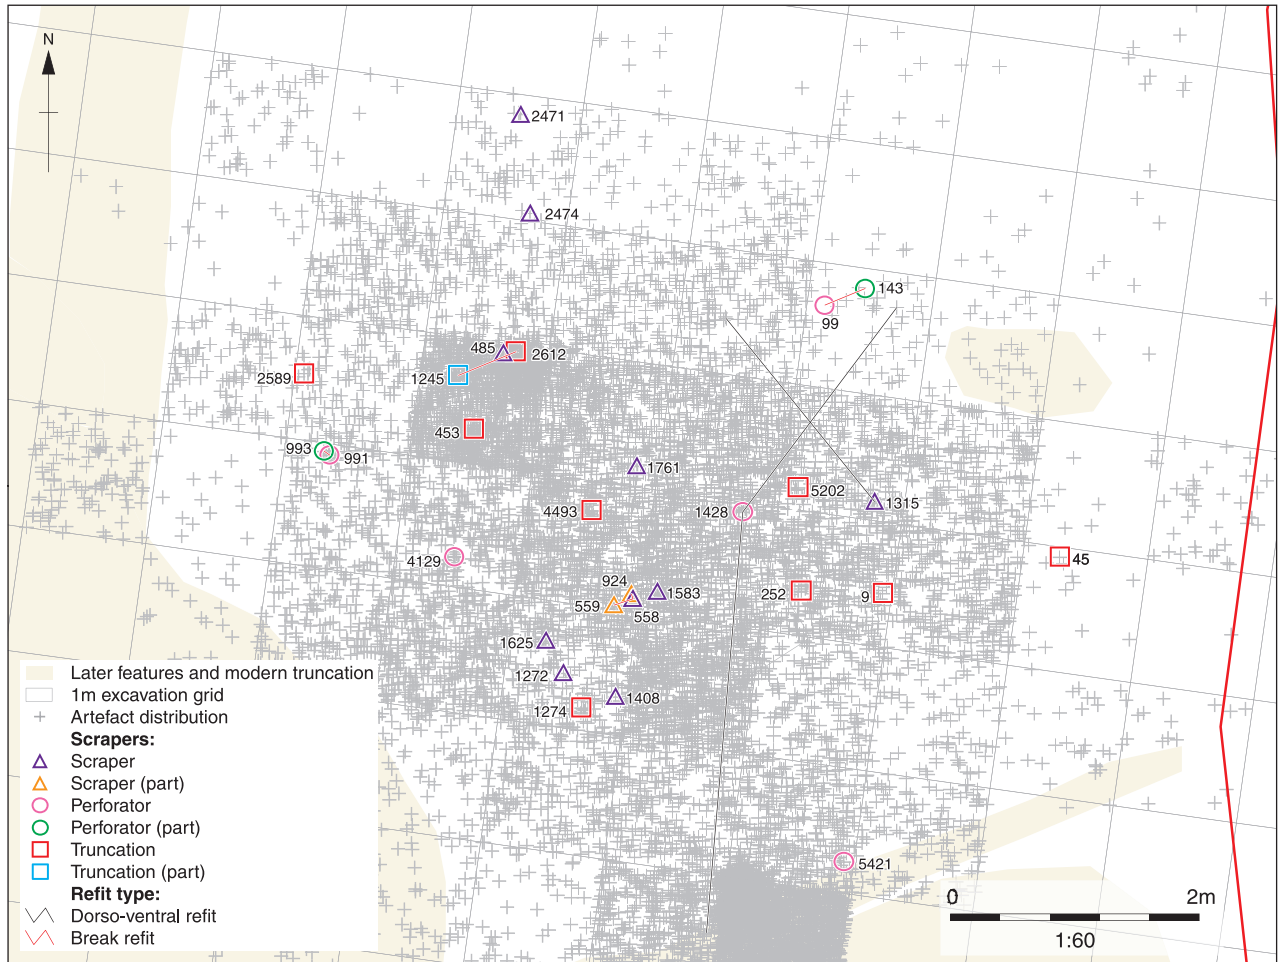 N
2471
2474
143
99
485
2612
2589
1245
453
993
991
1761
5202
4493
1428
1315
4129
45
924
1583
252
9
559
558
1625
1272
1408
1274
5421
Later features and modern truncation
1m excavation grid
Artefact distribution
Scrapers:
Scraper
Scraper (part)
Perforator
Perforator (part)
Truncation
Truncation (part)
Refit type:
Dorso-ventral refit
Break refit
0 2m
1:60